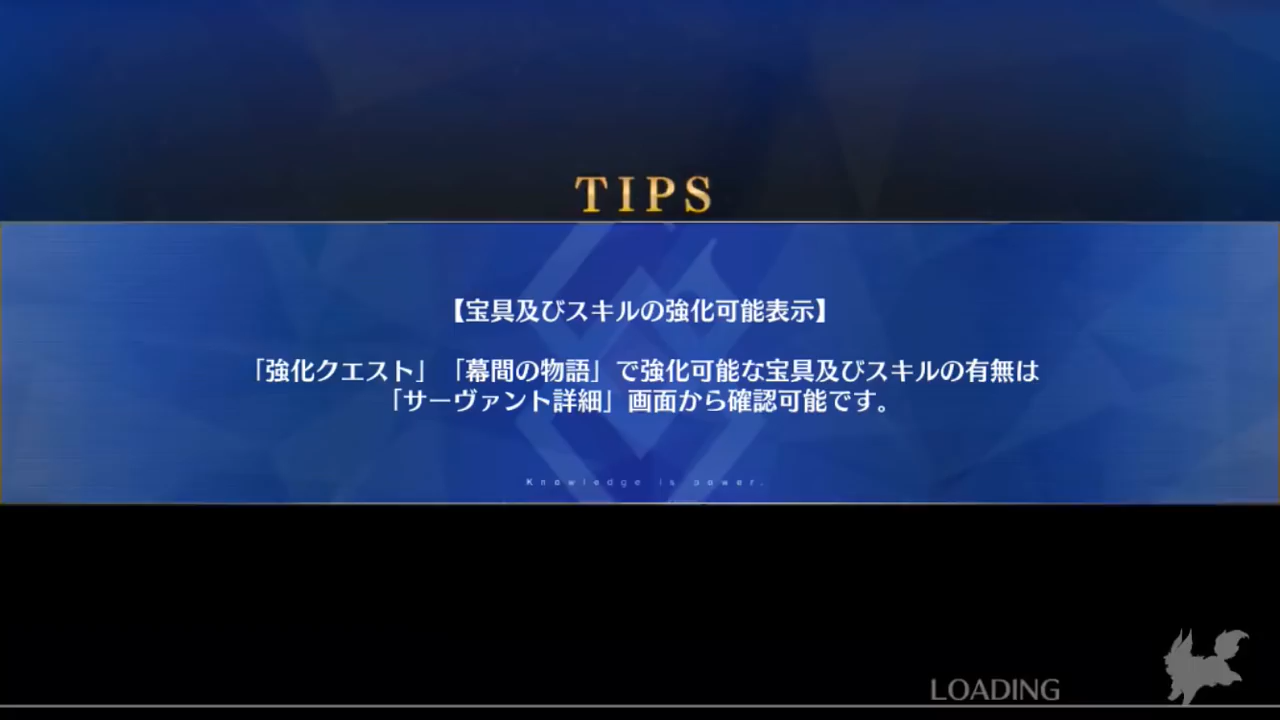 TIPS
【宝具及びスキルの強化可能表示】
「強化クエスト」「幕間の物語」で強化可能な宝具及びスキルの有無は
「サーヴァント詳細」画面から確認可能です。
Knowledge is power.
LOADING